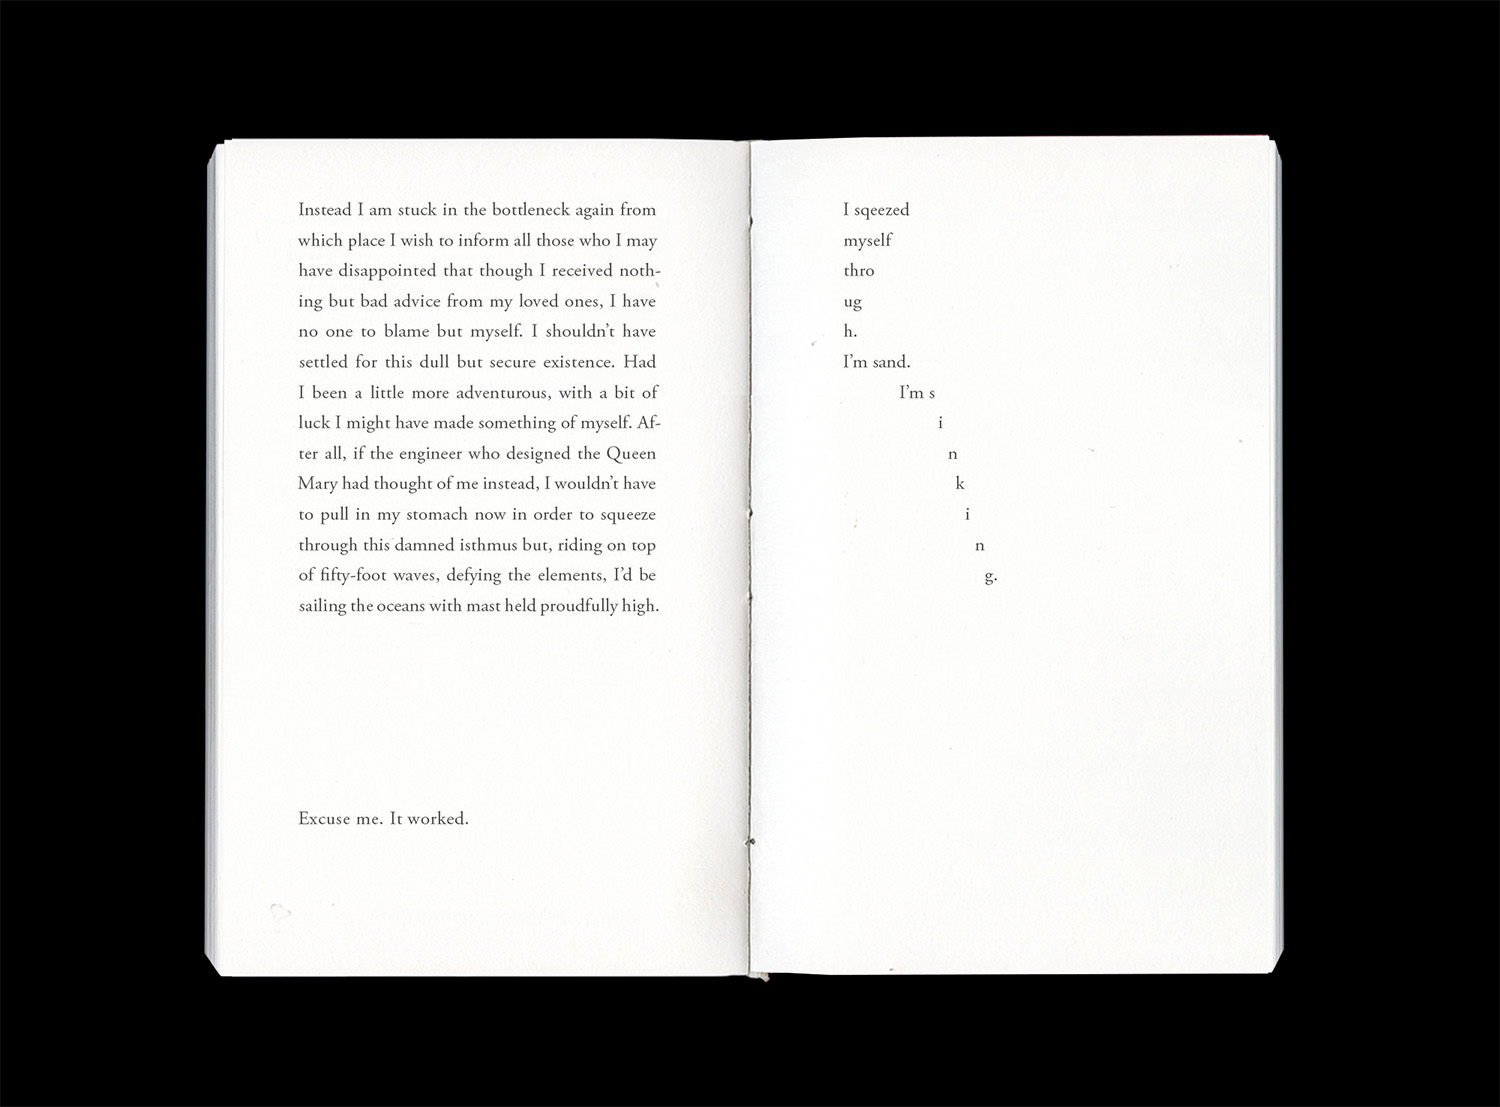 Instead I am stuck in the bottleneck again from
which place I wish to inform all those who I may
have disappointed that though I received noth-
ing but bad advice from my loved ones, I have
no one to blame but myself. I shouldn't have
settled for this dull but secure existence. Had
I been a little more adventurous, with a bit of
luck I might have made something of myself. Af-
ter all, if the engineer who designed the Queen
Mary had thought of me instead, I wouldn't have
to pull in my stomach now in order to squeeze
through this damned isthmus but, riding on top
of fifty-foot waves, defying the elements, I'd be
sailing the oceans with mast held proudfully high.
Excuse me. It worked.
I sqeezed
myself
thro
ug
h.
I'm sand.
I'm s
i
n
k
i
n
g.